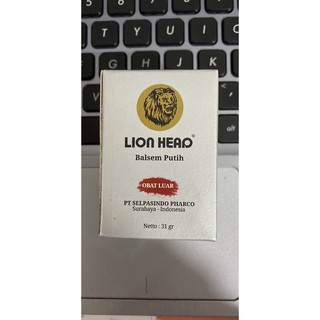 LION HEAD®
Balsem Putih
OBAT LUAR
PT SELPASINDO PHARCO
Surabaya - Indonesia
Netto : 31 gr